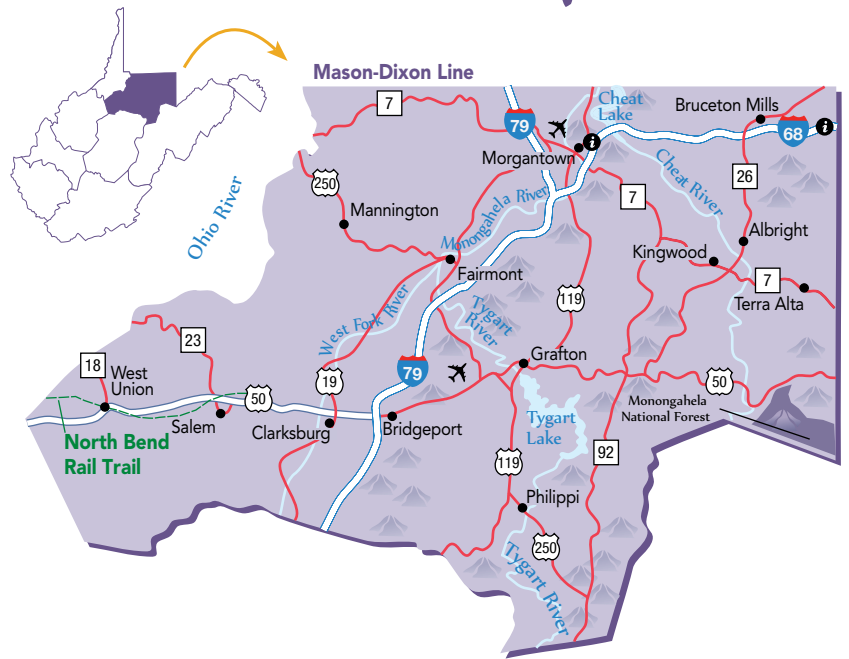 Mason-Dixon Line
7
79
Cheat
Lake
i
Bruceton Mills
68
i
Morgantown
250
Mannington
Monongahela River
7
Cheat River
26
Ohio River
Albright
Kingwood
Fairmont
7
Terra Alta
119
West Fork River
Tygart
River
23
18
West
Union
Grafton
79
19
50
50
Monongahela
National Forest
Salem
Clarksburg
Bridgeport
Tygart
Lake
North Bend
Rail Trail
119
92
Philippi
250
Tygart River